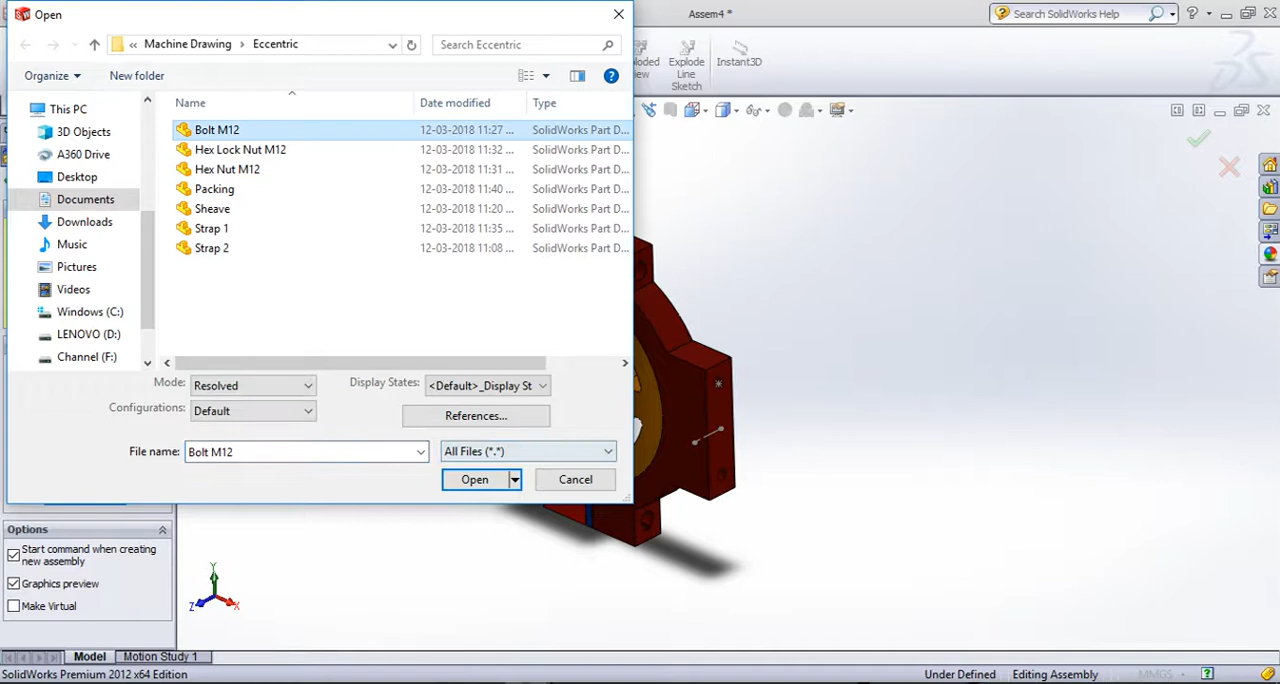 Open
Assem4 *
Search SolidWorks Help
« Machine Drawing > Eccentric
Search Eccentric
Organize
New folder
Explode Line Sketch
Instant3D
Name
Date modified
Type
This PC
3D Objects
A360 Drive
Desktop
Documents
Downloads
Music
Pictures
Videos
Windows (C:)
LENOVO (D:)
Channel (F:)
Bolt M12 12-03-2018 11:27 ... SolidWorks Part D...
Hex Lock Nut M12 12-03-2018 11:32 ... SolidWorks Part D...
Hex Nut M12 12-03-2018 11:31 ... SolidWorks Part D...
Packing 12-03-2018 11:40 ... SolidWorks Part D...
Sheave 12-03-2018 11:20 ... SolidWorks Part D...
Strap 1 12-03-2018 11:35 ... SolidWorks Part D...
Strap 2 12-03-2018 11:08 ... SolidWorks Part D...
Mode: Resolved
Display States: <Default>_Display St
Configurations: Default
References...
File name: Bolt M12
All Files (*.*)
Open
Cancel
Options
Start command when creating
new assembly
Graphics preview
Make Virtual
Y
Z
X
Model
Motion Study 1
SolidWorks Premium 2012 x64 Edition
Under Defined
Editing Assembly
MMGS